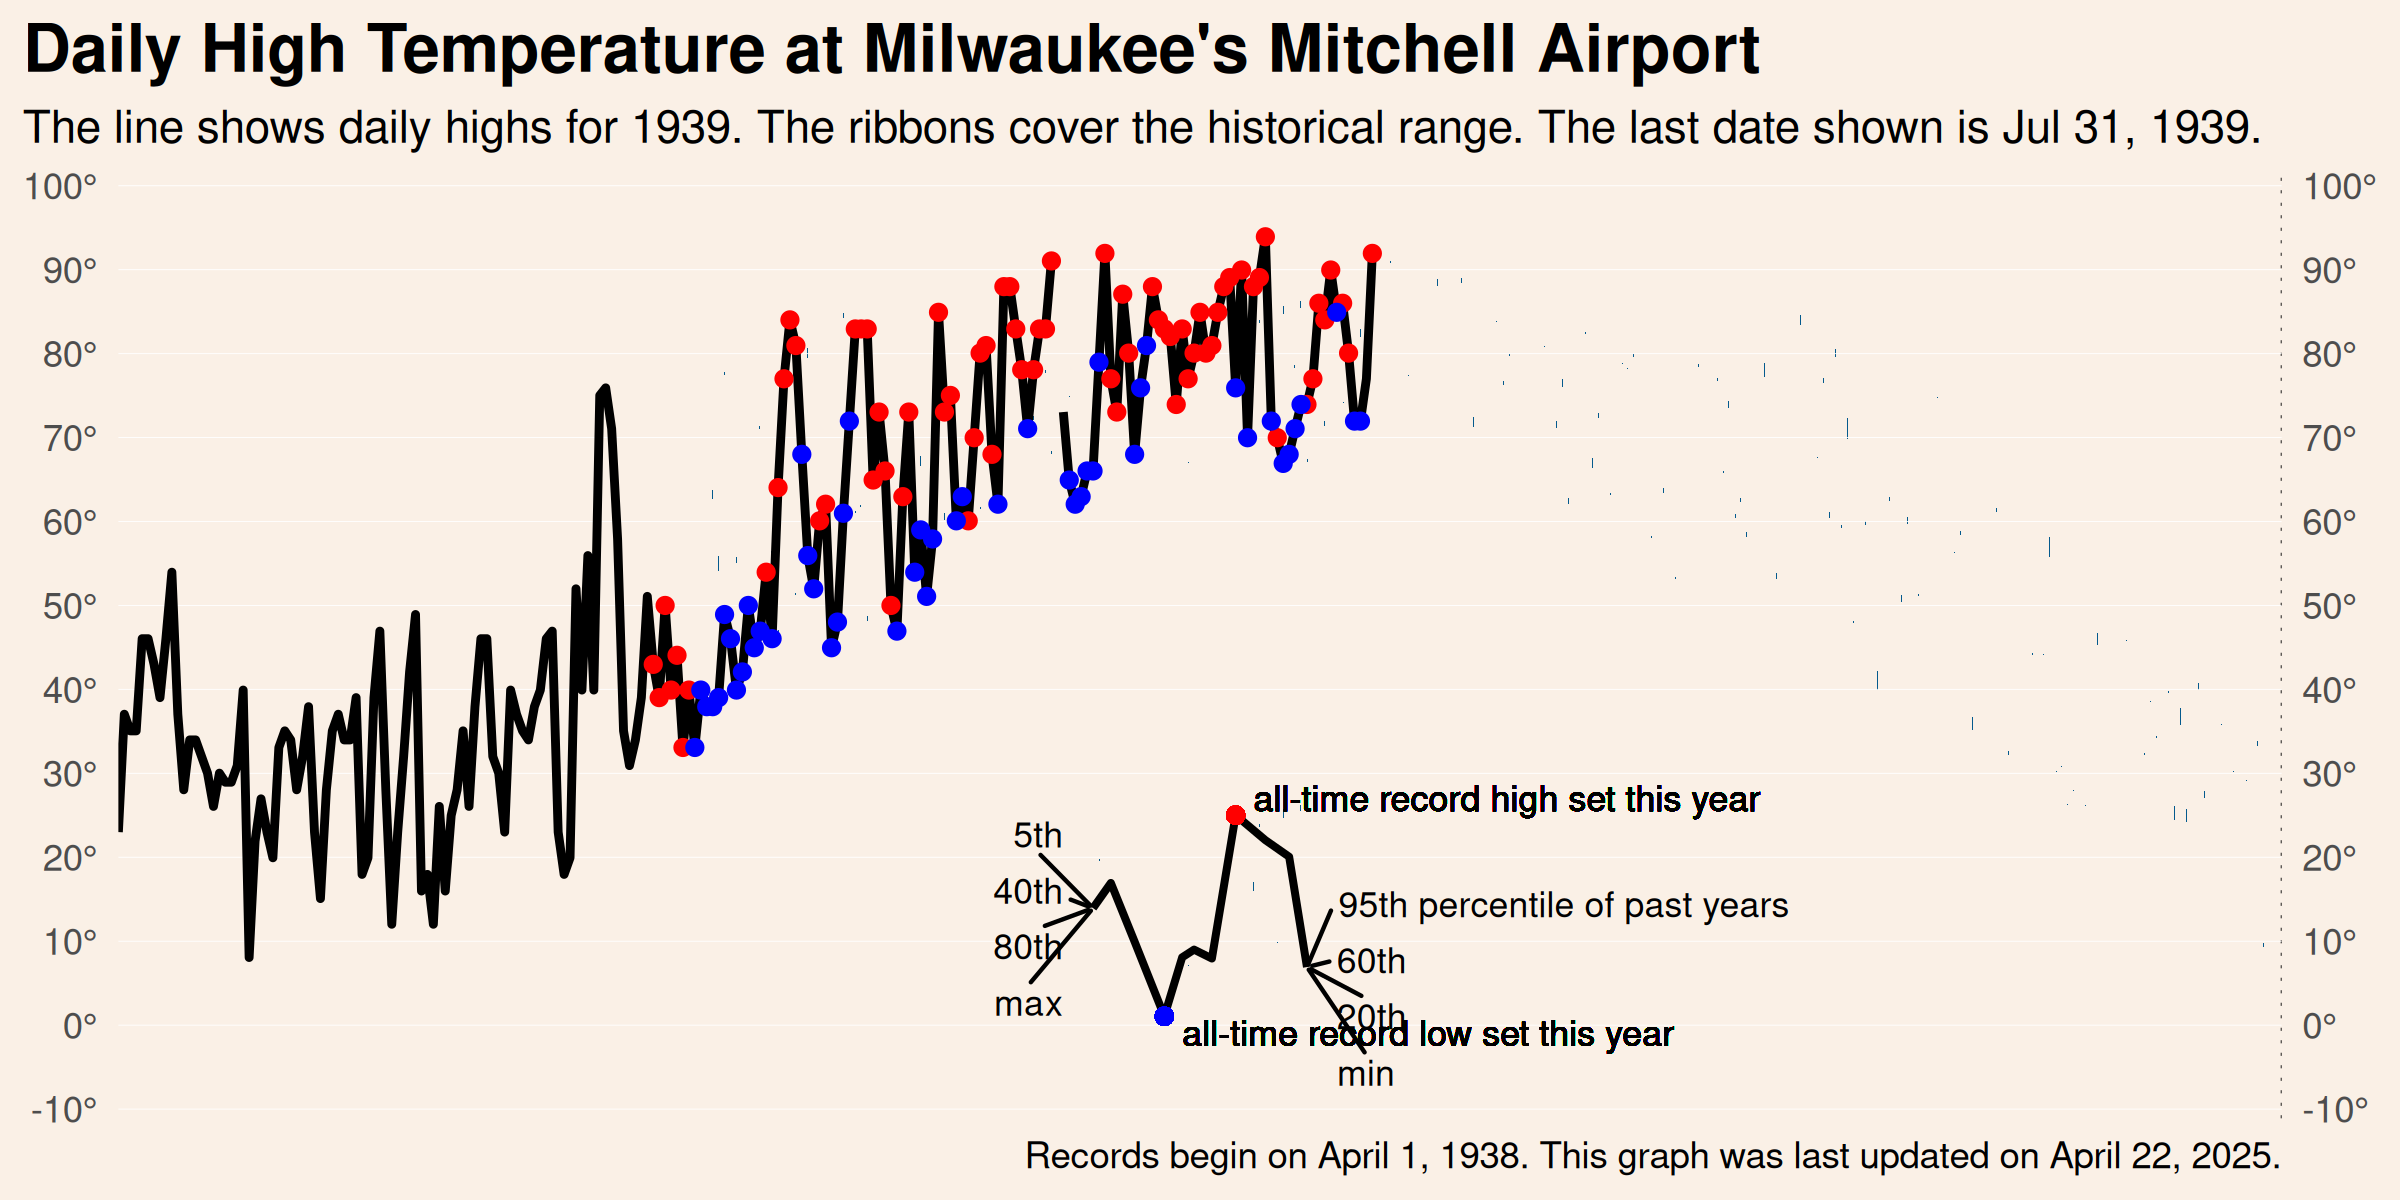 Daily High Temperature at Milwaukee's Mitchell Airport
The line shows daily highs for 1939. The ribbons cover the historical range. The last date shown is Jul 31, 1939.
100° 100°
90° 90°
80° 80°
70° 70°
60° 60°
50° 50°
40° 40°
30° 30°
all-time record high set this year
5th
20° 20°
40th
95th percentile of past years
10° 10°
80th
60th
max
20th
0° 0°
all-time record low set this year
min
-10° -10°
Records begin on April 1, 1938. This graph was last updated on April 22, 2025.